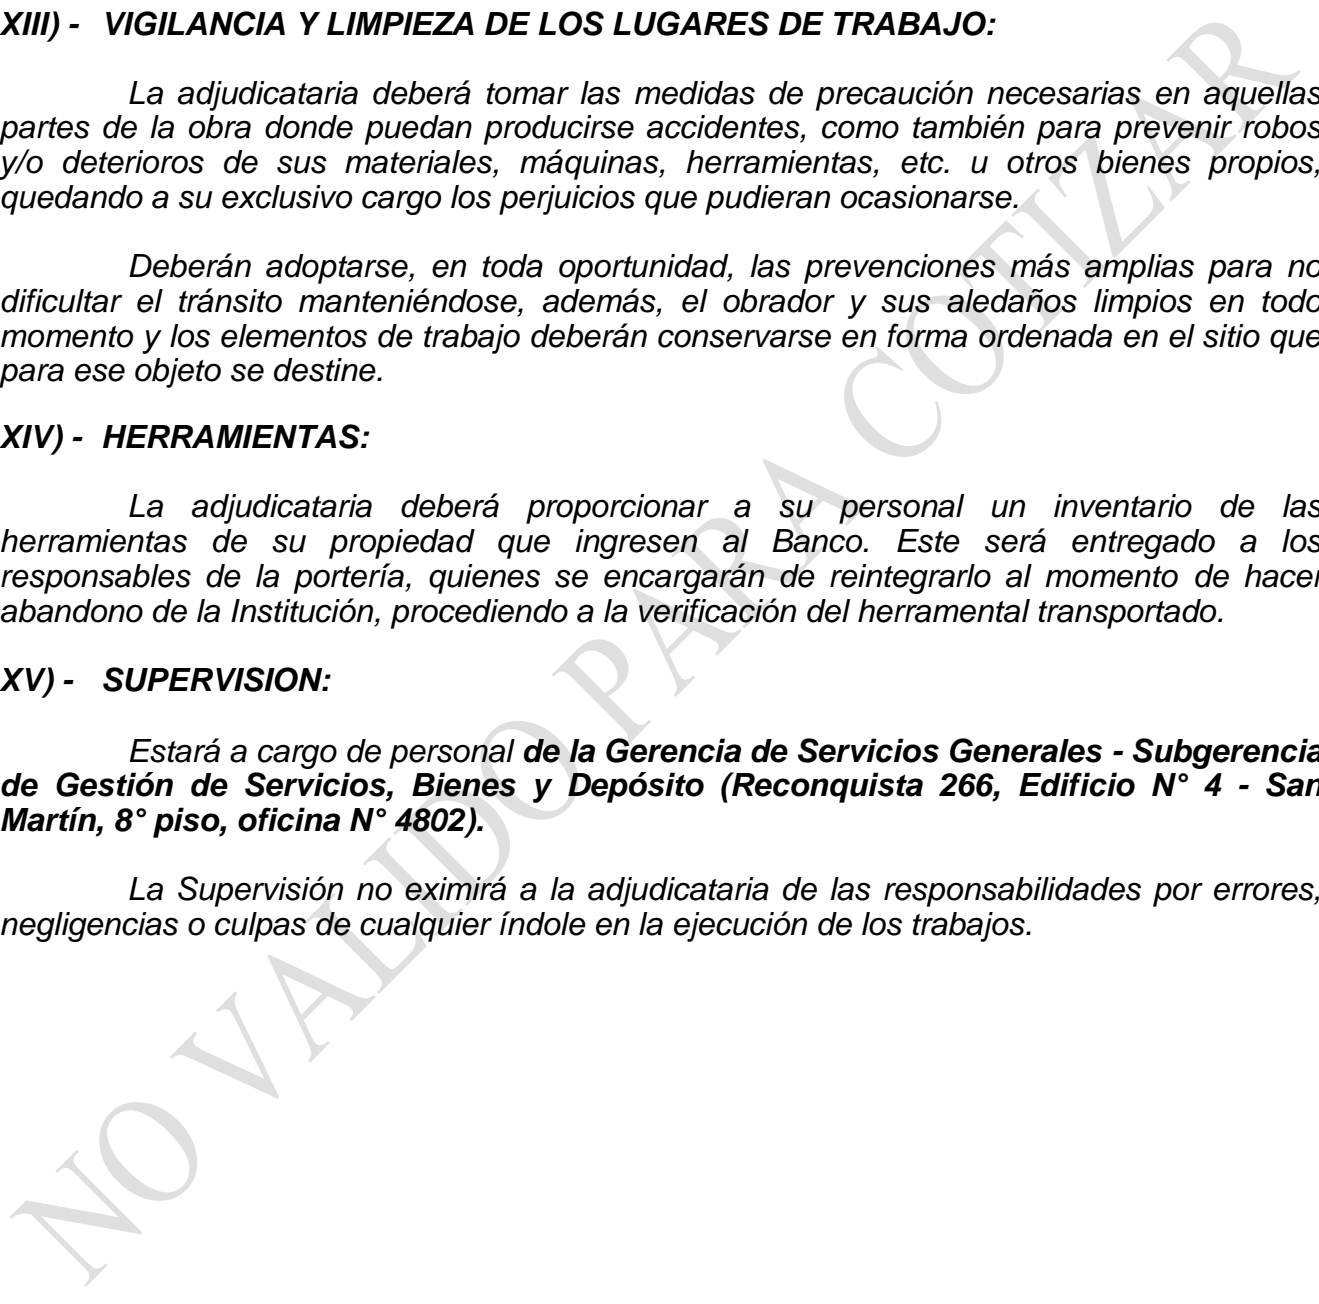 XIII) - VIGILANCIA Y LIMPIEZA DE LOS LUGARES DE TRABAJO:
La adjudicataria deberá tomar las medidas de precaución necesarias en aquellas
partes de la obra donde puedan producirse accidentes, como también para prevenir robos
y/o deterioros de sus materiales, máquinas, herramientas, etc. u otros bienes propios,
quedando a su exclusivo cargo los perjuicios que pudieran ocasionarse.
Deberán adoptarse, en toda oportunidad, las prevenciones más amplias para no
dificultar el tránsito manteniéndose, además, el obrador y sus aledaños limpios en todo
momento y los elementos de trabajo deberán conservarse en forma ordenada en el sitio que
para ese objeto se destine.
XIV) - HERRAMIENTAS:
La adjudicataria deberá proporcionar a su personal un inventario de las
herramientas de su propiedad que ingresen al Banco. Este será entregado a los
responsables de la portería, quienes se encargarán de reintegrarlo al momento de hacer
abandono de la Institución, procediendo a la verificación del herramental transportado.
XV) - SUPERVISION:
Estará a cargo de personal de la Gerencia de Servicios Generales - Subgerencia
de Gestión de Servicios, Bienes y Depósito (Reconquista 266, Edificio N° 4 - San
Martín, 8° piso, oficina N° 4802).
La Supervisión no eximirá a la adjudicataria de las responsabilidades por errores,
negligencias o culpas de cualquier índole en la ejecución de los trabajos.
NO VALIDO PARA COTIZAR